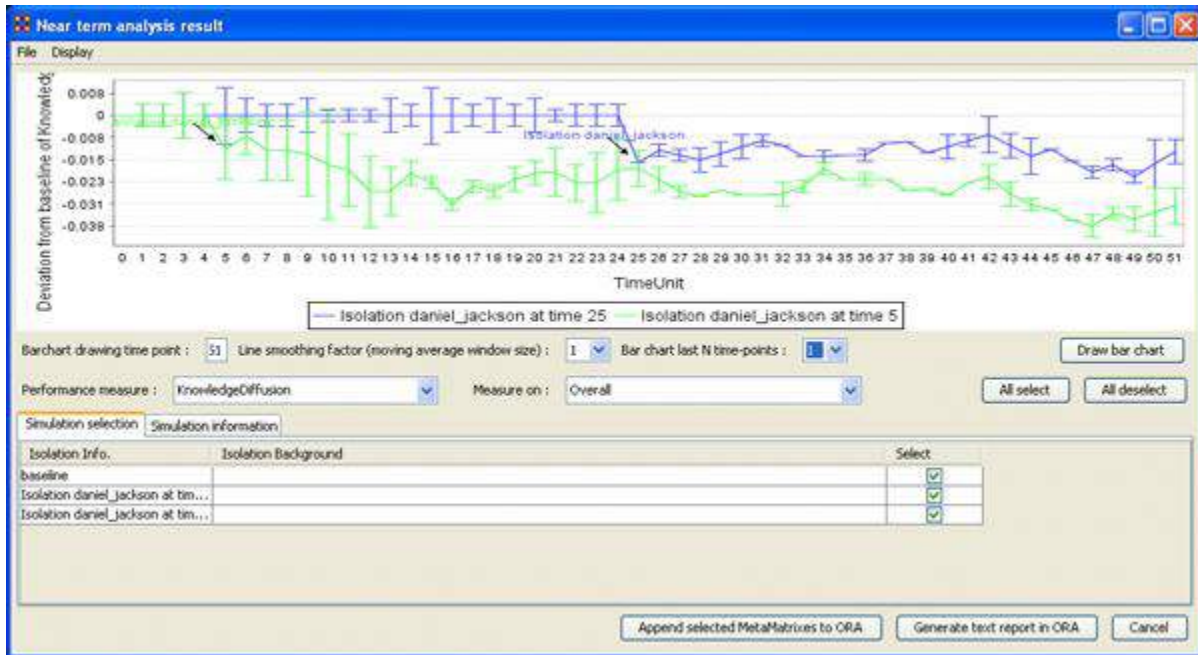 Near term analysis result
File Display
Deviation from baseline of Knowledg
0.008
0
-0.008
-0.015
-0.023
-0.031
-0.038
Isolation daniel_jackson
0 1 2 3 4 5 6 7 8 9 10 11 12 13 14 15 16 17 18 19 20 21 22 23 24 25 26 27 28 29 30 31 32 33 34 35 36 37 38 39 40 41 42 43 44 45 46 47 48 49 50 51
TimeUnit
Isolation daniel_jackson at time 25 Isolation daniel_jackson at time 5
Barchart drawing time point : 51 Line smoothing factor (moving average window size) : 1 Bar chart last N time-points : 1 Draw bar chart
Performance measure : KnowledgeDiffusion Measure on : Overall All select All deselect
Simulation selection Simulation information
Isolation Info. Isolation Background Select
baseline
Isolation daniel_jackson at tim...
Isolation daniel_jackson at tim...
Append selected MetaMatrixes to ORA Generate text report in ORA Cancel